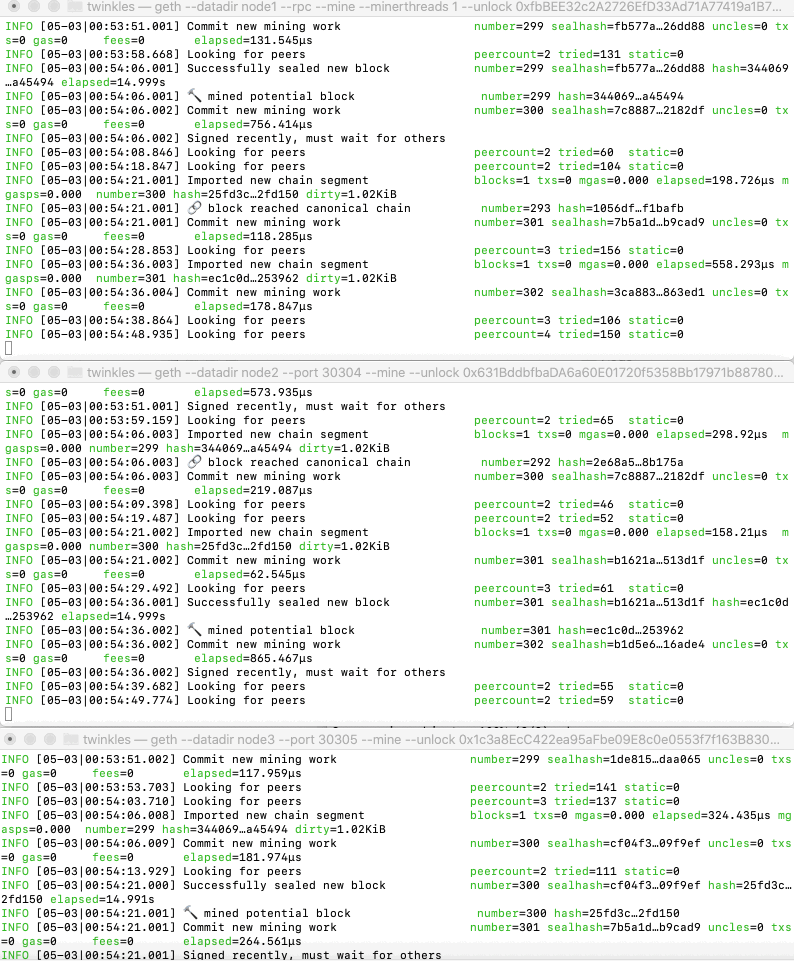 twinkles — geth --datadir node1 --rpc --mine --minerthreads 1 --unlock 0xfbBEE32c2A2726EfD33Ad71A77419a1B7...
INFO [05-03|00:53:51.001] Commit new mining work number=299 sealhash=fb577a…26dd88 uncles=0 tx
s=0 gas=0 fees=0 elapsed=131.545µs
INFO [05-03|00:53:58.668] Looking for peers peercount=2 tried=131 static=0
INFO [05-03|00:54:06.001] Successfully sealed new block number=299 sealhash=fb577a…26dd88 hash=344069
…a45494 elapsed=14.999s
INFO [05-03|00:54:06.001] 🔨 mined potential block number=299 hash=344069…a45494
INFO [05-03|00:54:06.002] Commit new mining work number=300 sealhash=7c8887…2182df uncles=0 tx
s=0 gas=0 fees=0 elapsed=756.414µs
INFO [05-03|00:54:06.002] Signed recently, must wait for others
INFO [05-03|00:54:08.846] Looking for peers peercount=2 tried=60 static=0
INFO [05-03|00:54:18.847] Looking for peers peercount=2 tried=104 static=0
INFO [05-03|00:54:21.001] Imported new chain segment blocks=1 txs=0 mgas=0.000 elapsed=198.726µs m
gasps=0.000 number=300 hash=25fd3c…2fd150 dirty=1.02KiB
INFO [05-03|00:54:21.001] 🔗 block reached canonical chain number=293 hash=1056df…f1bafb
INFO [05-03|00:54:21.001] Commit new mining work number=301 sealhash=7b5a1d…b9cad9 uncles=0 tx
s=0 gas=0 fees=0 elapsed=118.285µs
INFO [05-03|00:54:28.853] Looking for peers peercount=3 tried=156 static=0
INFO [05-03|00:54:36.003] Imported new chain segment blocks=1 txs=0 mgas=0.000 elapsed=558.293µs m
gasps=0.000 number=301 hash=ec1c0d…253962 dirty=1.02KiB
INFO [05-03|00:54:36.004] Commit new mining work number=302 sealhash=3ca883…863ed1 uncles=0 tx
s=0 gas=0 fees=0 elapsed=178.847µs
INFO [05-03|00:54:38.864] Looking for peers peercount=3 tried=106 static=0
INFO [05-03|00:54:48.935] Looking for peers peercount=4 tried=150 static=0
twinkles — geth --datadir node2 --port 30304 --mine --unlock 0x631BddbfbaDA6a60E01720f5358Bb17971b88780...
s=0 gas=0 fees=0 elapsed=573.935µs
INFO [05-03|00:53:51.001] Signed recently, must wait for others
INFO [05-03|00:53:59.159] Looking for peers peercount=2 tried=65 static=0
INFO [05-03|00:54:06.003] Imported new chain segment blocks=1 txs=0 mgas=0.000 elapsed=298.92µs m
gasps=0.000 number=299 hash=344069…a45494 dirty=1.02KiB
INFO [05-03|00:54:06.003] 🔗 block reached canonical chain number=292 hash=2e68a5…8b175a
INFO [05-03|00:54:06.003] Commit new mining work number=300 sealhash=7c8887…2182df uncles=0 tx
s=0 gas=0 fees=0 elapsed=219.087µs
INFO [05-03|00:54:09.398] Looking for peers peercount=2 tried=46 static=0
INFO [05-03|00:54:19.487] Looking for peers peercount=2 tried=52 static=0
INFO [05-03|00:54:21.002] Imported new chain segment blocks=1 txs=0 mgas=0.000 elapsed=158.21µs m
gasps=0.000 number=300 hash=25fd3c…2fd150 dirty=1.02KiB
INFO [05-03|00:54:21.002] Commit new mining work number=301 sealhash=b1621a…513d1f uncles=0 tx
s=0 gas=0 fees=0 elapsed=62.545µs
INFO [05-03|00:54:29.492] Looking for peers peercount=3 tried=61 static=0
INFO [05-03|00:54:36.001] Successfully sealed new block number=301 sealhash=b1621a…513d1f hash=ec1c0d
…253962 elapsed=14.999s
INFO [05-03|00:54:36.002] 🔨 mined potential block number=301 hash=ec1c0d…253962
INFO [05-03|00:54:36.002] Commit new mining work number=302 sealhash=b1d5e6…16ade4 uncles=0 tx
s=0 gas=0 fees=0 elapsed=865.467µs
INFO [05-03|00:54:36.002] Signed recently, must wait for others
INFO [05-03|00:54:39.682] Looking for peers peercount=2 tried=55 static=0
INFO [05-03|00:54:49.774] Looking for peers peercount=2 tried=59 static=0
twinkles — geth --datadir node3 --port 30305 --mine --unlock 0x1c3a8EcC422ea95aFbe09E8c0e0553f7f163B830...
INFO [05-03|00:53:51.002] Commit new mining work number=299 sealhash=1de815…daa065 uncles=0 txs
=0 gas=0 fees=0 elapsed=117.959µs
INFO [05-03|00:53:53.703] Looking for peers peercount=2 tried=141 static=0
INFO [05-03|00:54:03.710] Looking for peers peercount=3 tried=137 static=0
INFO [05-03|00:54:06.008] Imported new chain segment blocks=1 txs=0 mgas=0.000 elapsed=324.435µs mg
asps=0.000 number=299 hash=344069…a45494 dirty=1.02KiB
INFO [05-03|00:54:06.009] Commit new mining work number=300 sealhash=cf04f3…09f9ef uncles=0 txs
=0 gas=0 fees=0 elapsed=181.974µs
INFO [05-03|00:54:13.929] Looking for peers peercount=2 tried=111 static=0
INFO [05-03|00:54:21.000] Successfully sealed new block number=300 sealhash=cf04f3…09f9ef hash=25fd3c…
2fd150 elapsed=14.991s
INFO [05-03|00:54:21.001] 🔨 mined potential block number=300 hash=25fd3c…2fd150
INFO [05-03|00:54:21.001] Commit new mining work number=301 sealhash=7b5a1d…b9cad9 uncles=0 txs
=0 gas=0 fees=0 elapsed=264.561µs
INFO [05-03|00:54:21.001] Signed recently, must wait for others